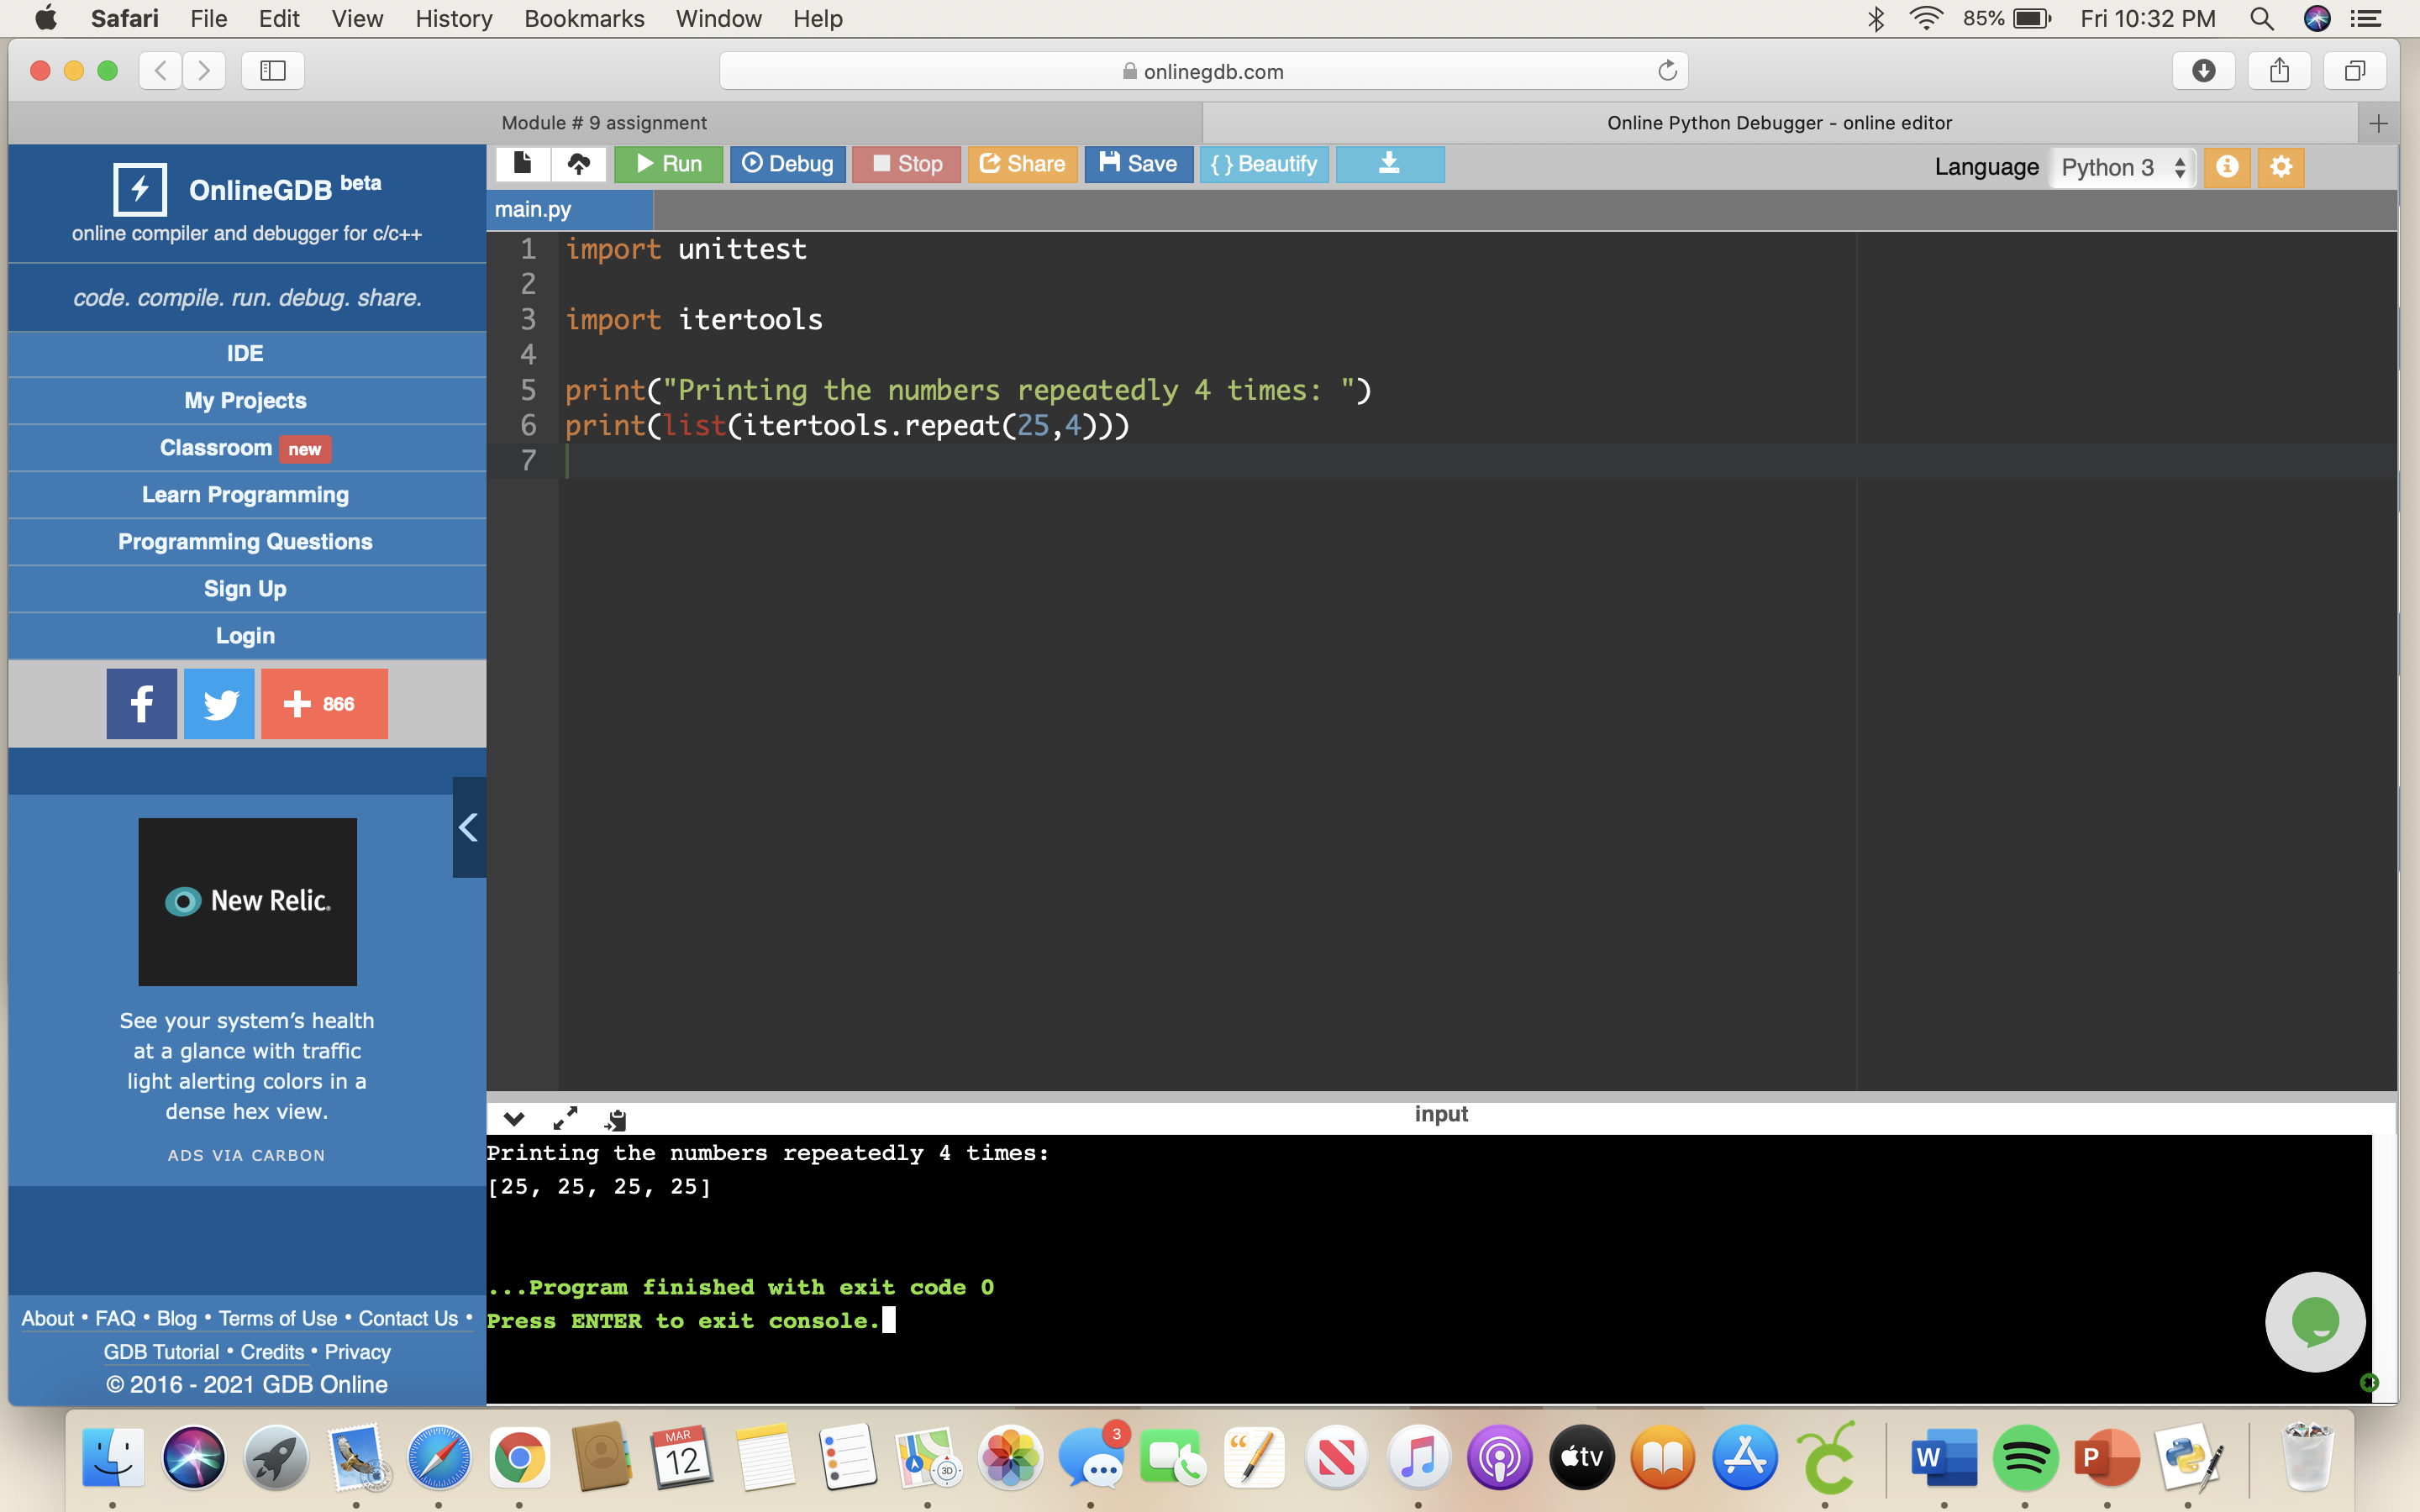 Safari File Edit View History Bookmarks Window Help 85% Fri 10:32 PM
onlinegdb.com
Module # 9 assignment Online Python Debugger - online editor
OnlineGDB beta
online compiler and debugger for c/c++
code. compile. run. debug. share.
IDE
My Projects
Classroom new
Learn Programming
Programming Questions
Sign Up
Login
f + 866
New Relic.
See your system's health
at a glance with traffic
light alerting colors in a
dense hex view.
ADS VIA CARBON
About • FAQ • Blog • Terms of Use • Contact Us •
GDB Tutorial • Credits • Privacy
© 2016 - 2021 GDB Online
Run Debug Stop Share Save { } Beautify Language Python 3
main.py
1 import unittest
2
3 import itertools
4
5 print("Printing the numbers repeatedly 4 times: ")
6 print(list(itertools.repeat(25,4)))
7
input
Printing the numbers repeatedly 4 times:
[25, 25, 25, 25]
...Program finished with exit code 0
Press ENTER to exit console.
MAR 12 3D 3 tv W P